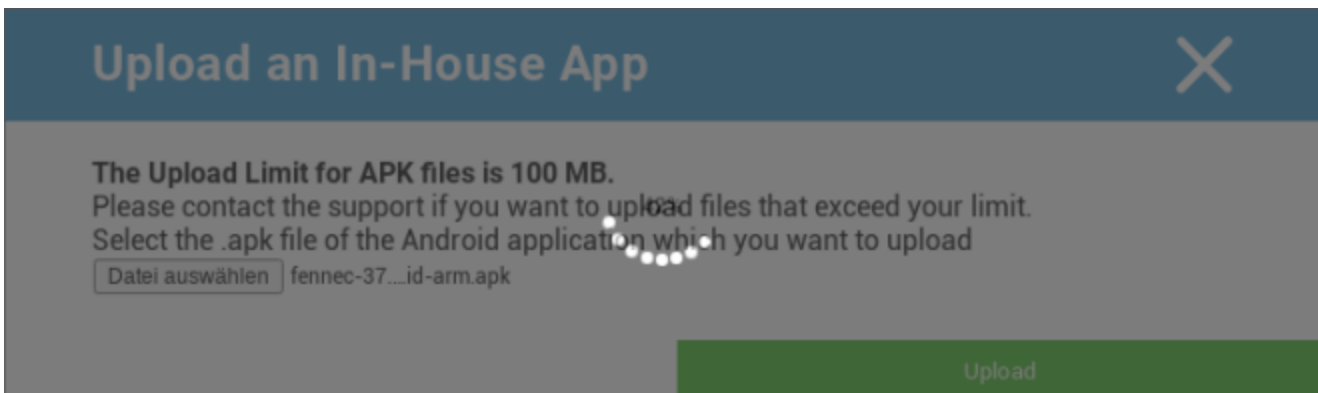 Upload an In-House App
The Upload Limit for APK files is 100 MB.
Please contact the support if you want to upload files that exceed your limit.
Select the .apk file of the Android application which you want to upload
Datei auswählen fennec-37....id-arm.apk
Upload